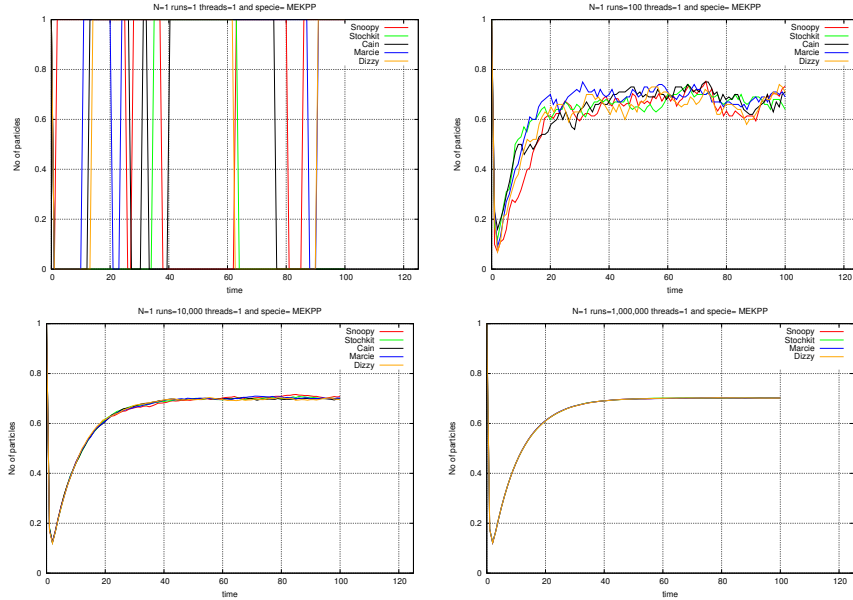 N=1 runs=1 threads=1 and specie= MEKPP
Snoopy
Stochkit
Cain
Marcie
Dizzy
No of particles
1
0.8
0.6
0.4
0.2
0
0 20 40 60 80 100 120
time
N=1 runs=100 threads=1 and specie= MEKPP
Snoopy
Stochkit
Cain
Marcie
Dizzy
No of particles
1
0.8
0.6
0.4
0.2
0
0 20 40 60 80 100 120
time
N=1 runs=10,000 threads=1 and specie= MEKPP
Snoopy
Stochkit
Cain
Marcie
Dizzy
No of particles
1
0.8
0.6
0.4
0.2
0
0 20 40 60 80 100 120
time
N=1 runs=1,000,000 threads=1 and specie= MEKPP
Snoopy
Stochkit
Cain
Marcie
Dizzy
No of particles
1
0.8
0.6
0.4
0.2
0
0 20 40 60 80 100 120
time